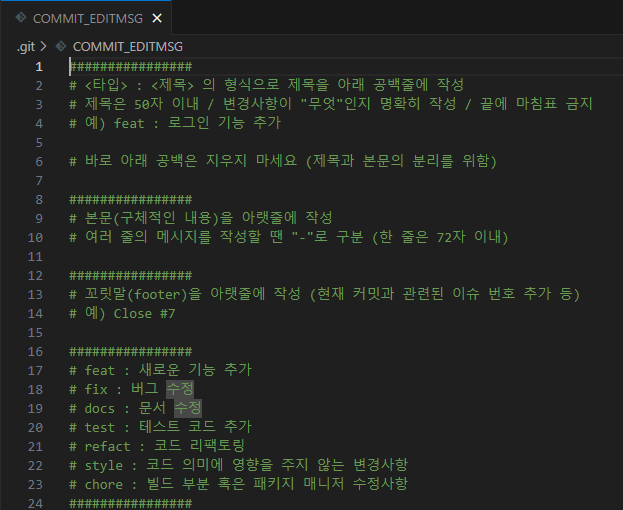 COMMIT_EDITMSG ×
.git > COMMIT_EDITMSG
1 ################
2 # <타입> : <제목> 의 형식으로 제목을 아래 공백줄에 작성
3 # 제목은 50자 이내 / 변경사항이 "무엇"인지 명확히 작성 / 끝에 마침표 금지
4 # 예) feat : 로그인 기능 추가
5
6 # 바로 아래 공백은 지우지 마세요 (제목과 본문의 분리를 위함)
7
8 ################
9 # 본문(구체적인 내용)을 아랫줄에 작성
10 # 여러 줄의 메시지를 작성할 땐 "-"로 구분 (한 줄은 72자 이내)
11
12 ################
13 # 꼬릿말(footer)을 아랫줄에 작성 (현재 커밋과 관련된 이슈 번호 추가 등)
14 # 예) Close #7
15
16 ################
17 # feat : 새로운 기능 추가
18 # fix : 버그 수정
19 # docs : 문서 수정
20 # test : 테스트 코드 추가
21 # refact : 코드 리팩토링
22 # style : 코드 의미에 영향을 주지 않는 변경사항
23 # chore : 빌드 부분 혹은 패키지 매니저 수정사항
24 ################